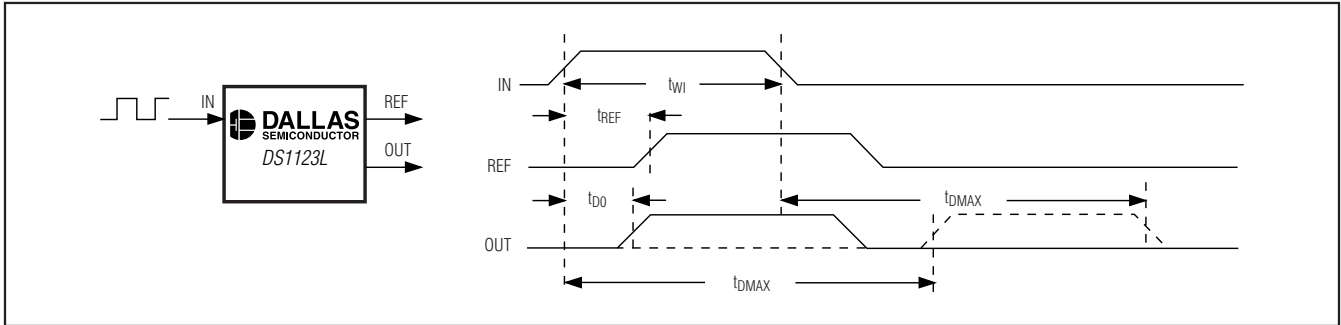 IN
DALLAS
SEMICONDUCTOR
DS1123L
REF
OUT
IN
tWI
tREF
REF
tD0
tDMAX
OUT
tDMAX